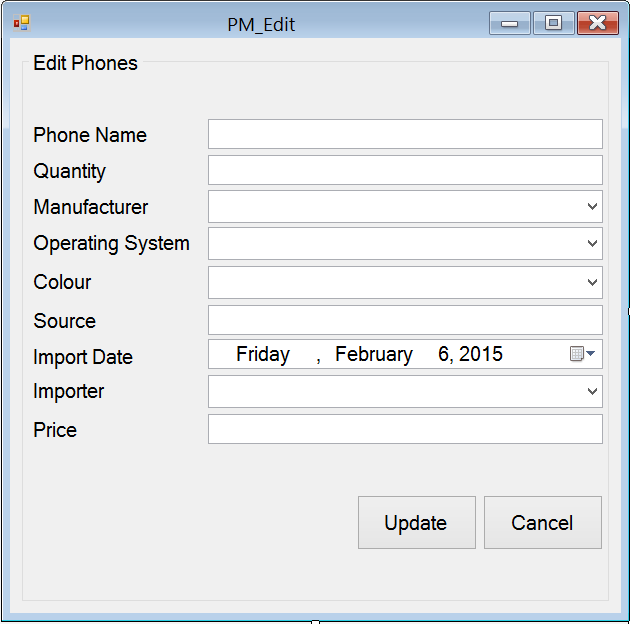 PM_Edit
Edit Phones
Phone Name
Quantity
Manufacturer
Operating System
Colour
Source
Import Date Friday , February 6, 2015
Importer
Price
Update Cancel